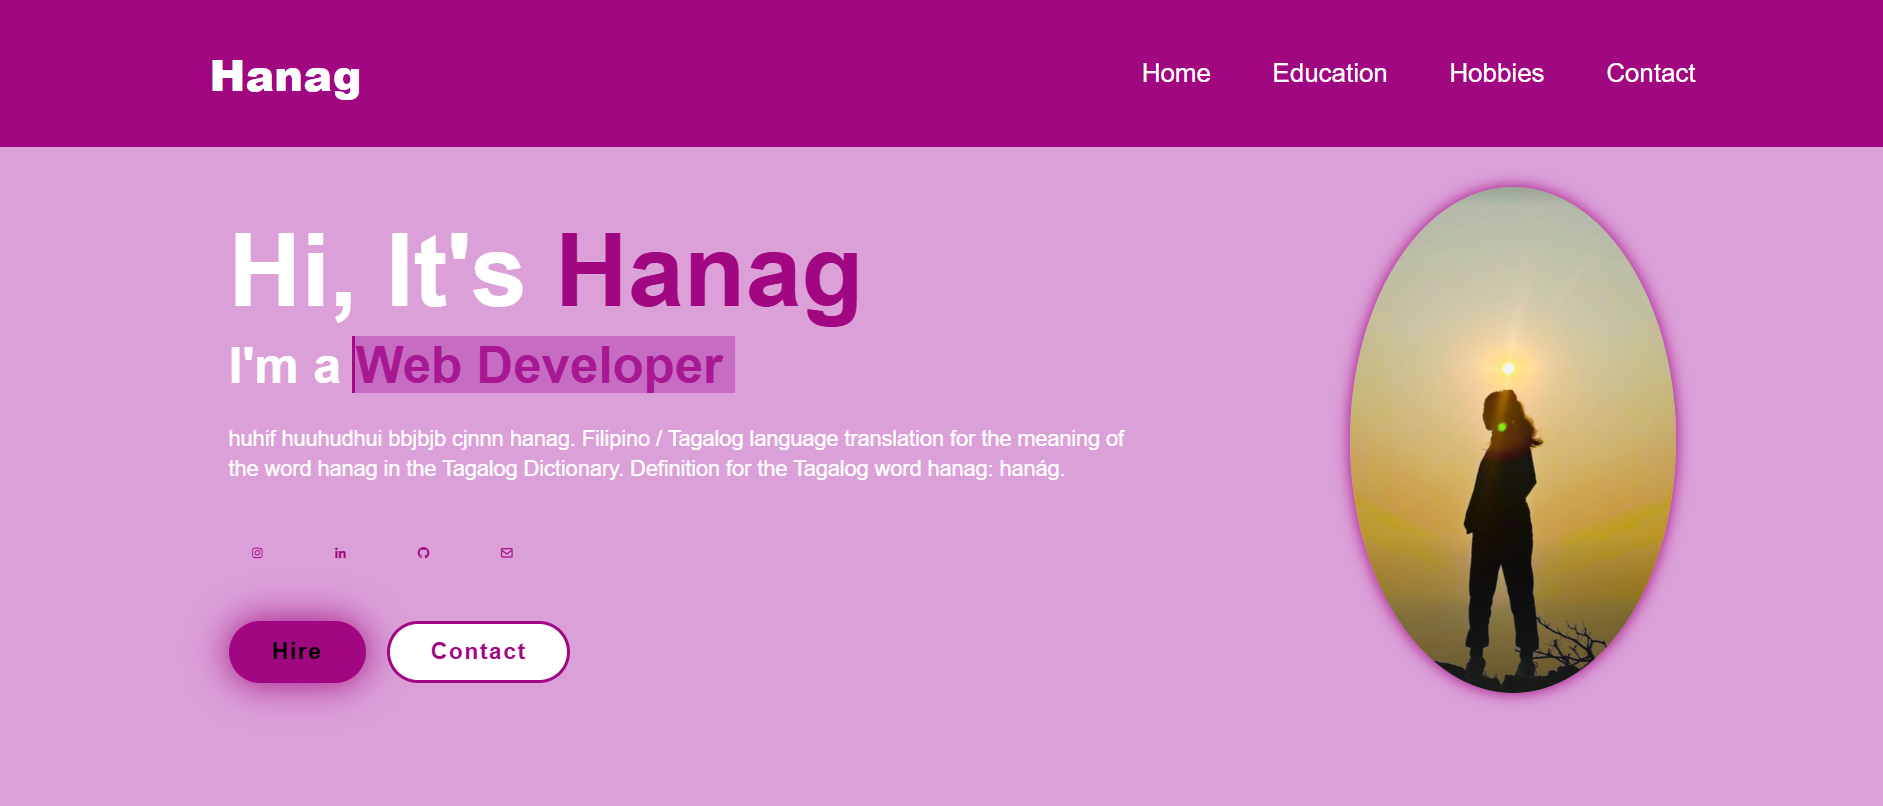 Hanag
Home Education Hobbies Contact
Hi, It's Hanag
I'm a Web Developer
huhif huuhudhui bbjbjb cjnnn hanag. Filipino / Tagalog language translation for the meaning of
the word hanag in the Tagalog Dictionary. Definition for the Tagalog word hanag: hanág.
in
Hire Contact